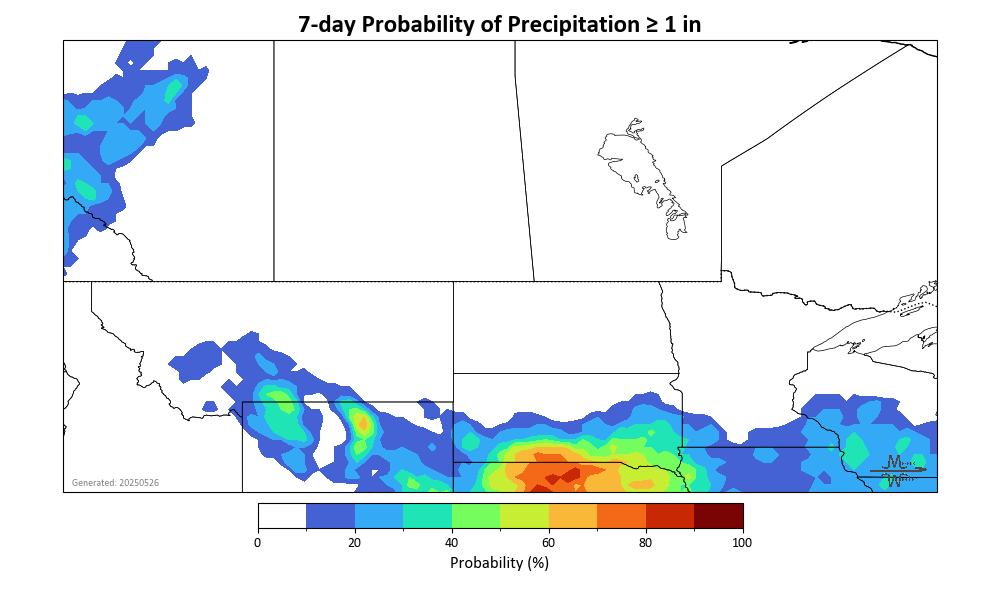 7-day Probability of Precipitation ≥ 1 in
Generated: 20250526
0 20 40 60 80 100
Probability (%)